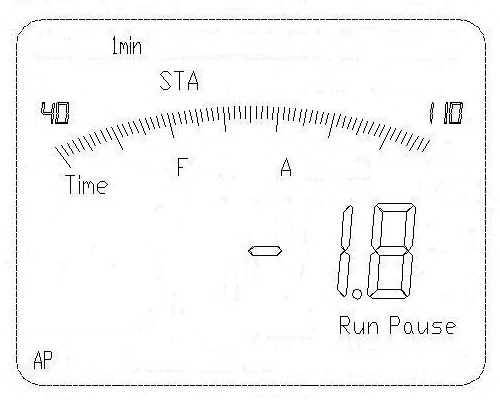 1min
STA
40 110
F A
Time
- 1.8
Run Pause
AP